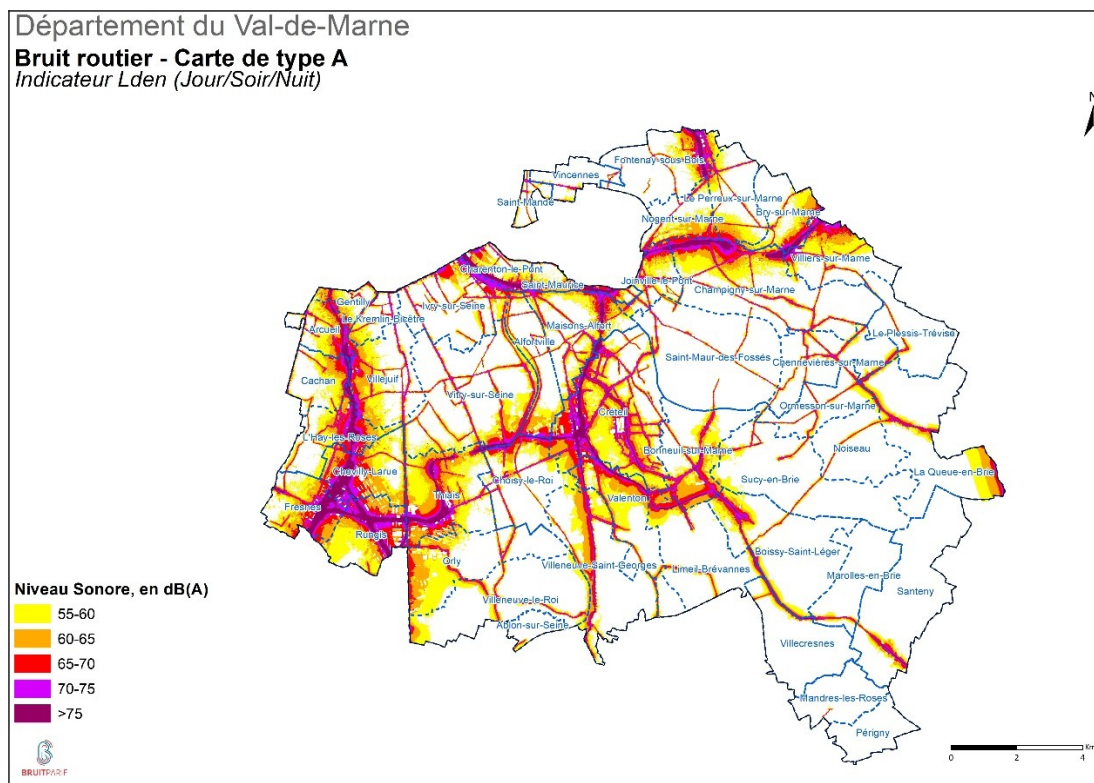 Département du Val-de-Marne
Bruit routier - Carte de type A
Indicateur Lden (Jour/Soir/Nuit)
N
Fontenay-sous-Bois
Vincennes
Saint-Mandé
Le Perreux-sur-Marne
Nogent-sur-Marne
Bry-sur-Marne
Villiers-sur-Marne
Charenton-le-Pont
Saint-Maurice
Joinville-le-Pont
Champigny-sur-Marne
Gentilly
Ivry-sur-Seine
Le Kremlin-Bicêtre
Arcueil
Maisons-Alfort
Alfortville
Le-Plessis-Trévise
Saint-Maur-des-Fossés
Chennevières-sur-Marne
Cachan
Villejuif
Vitry-sur-Seine
Ormesson-sur-Marne
Créteil
L'Hay-les-Roses
Bonneuil-sur-Marne
Noiseau
Chevilly-Larue
La Queue-en-Brie
Choisy-le-Roi
Sucy-en-Brie
Thiais
Valenton
Fresnes
Rungis
Boissy-Saint-Léger
Orly
Villeneuve-Saint-Georges
Limeil-Brévannes
Marolles-en-Brie
Santeny
Villeneuve-le-Roi
Ablon-sur-Seine
Villecresnes
Mandres-les-Roses
Périgny
Niveau Sonore, en dB(A)
55-60
60-65
65-70
70-75
>75
BRUITPARIF
Km
0 2 4